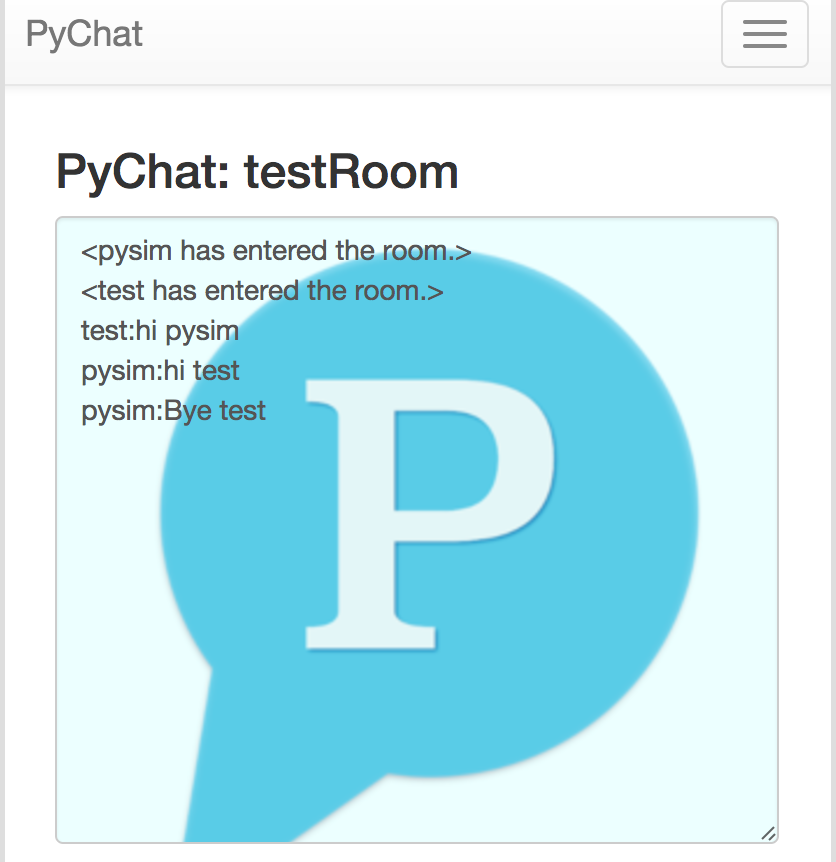 PyChat
PyChat: testRoom
<pysim has entered the room.>
<test has entered the room.>
test:hi pysim
pysim:hi test
pysim:Bye test
P